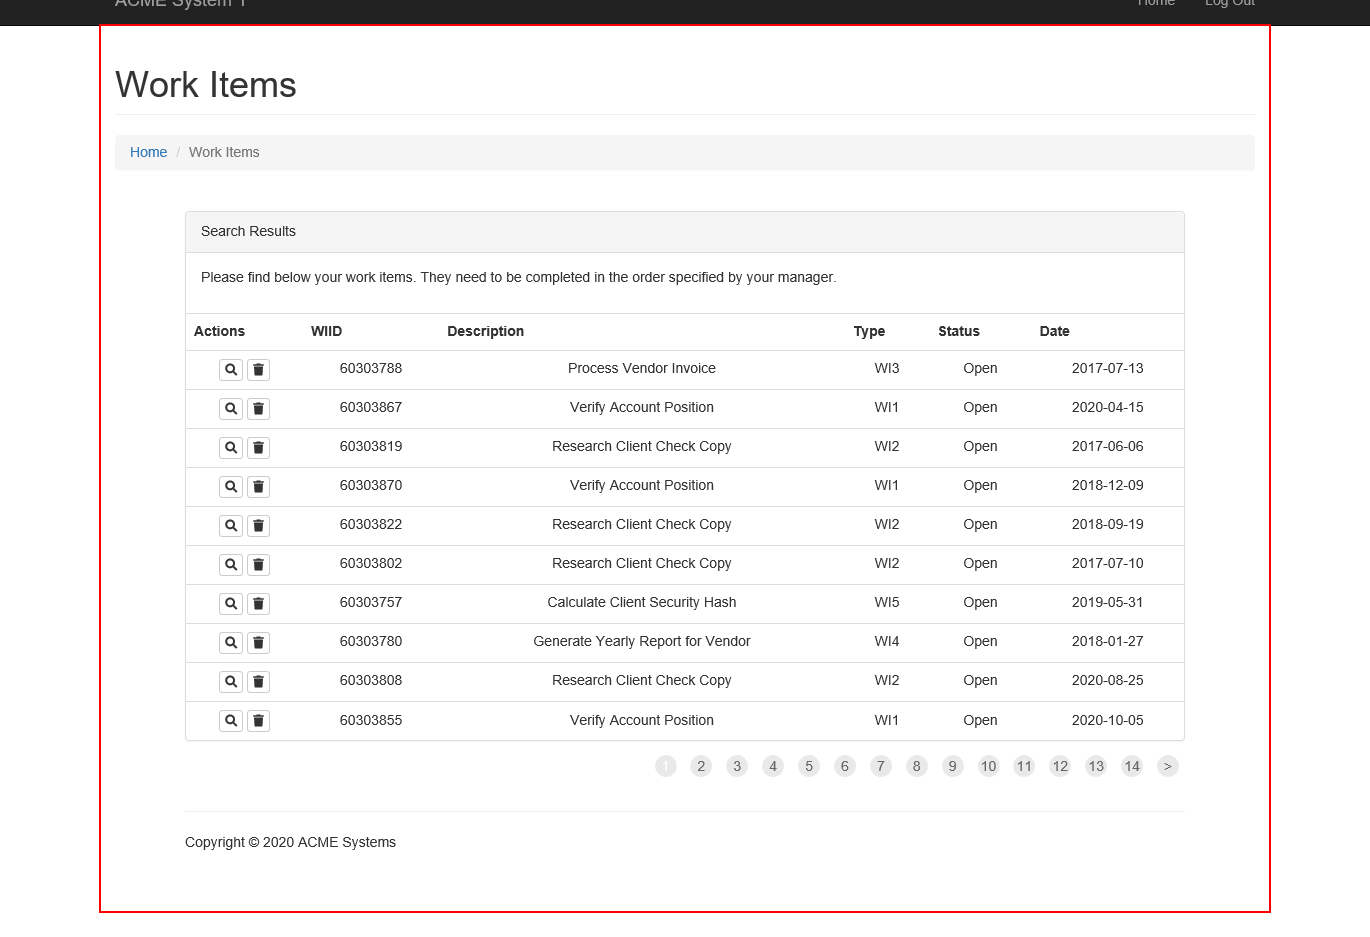 ACME System 1 Home Log Out
Work Items
Home / Work Items
Search Results
Please find below your work items. They need to be completed in the order specified by your manager.
Actions WIID Description Type Status Date
60303788 Process Vendor Invoice WI3 Open 2017-07-13
60303867 Verify Account Position WI1 Open 2020-04-15
60303819 Research Client Check Copy WI2 Open 2017-06-06
60303870 Verify Account Position WI1 Open 2018-12-09
60303822 Research Client Check Copy WI2 Open 2018-09-19
60303802 Research Client Check Copy WI2 Open 2017-07-10
60303757 Calculate Client Security Hash WI5 Open 2019-05-31
60303780 Generate Yearly Report for Vendor WI4 Open 2018-01-27
60303808 Research Client Check Copy WI2 Open 2020-08-25
60303855 Verify Account Position WI1 Open 2020-10-05
1 2 3 4 5 6 7 8 9 10 11 12 13 14 >
Copyright © 2020 ACME Systems